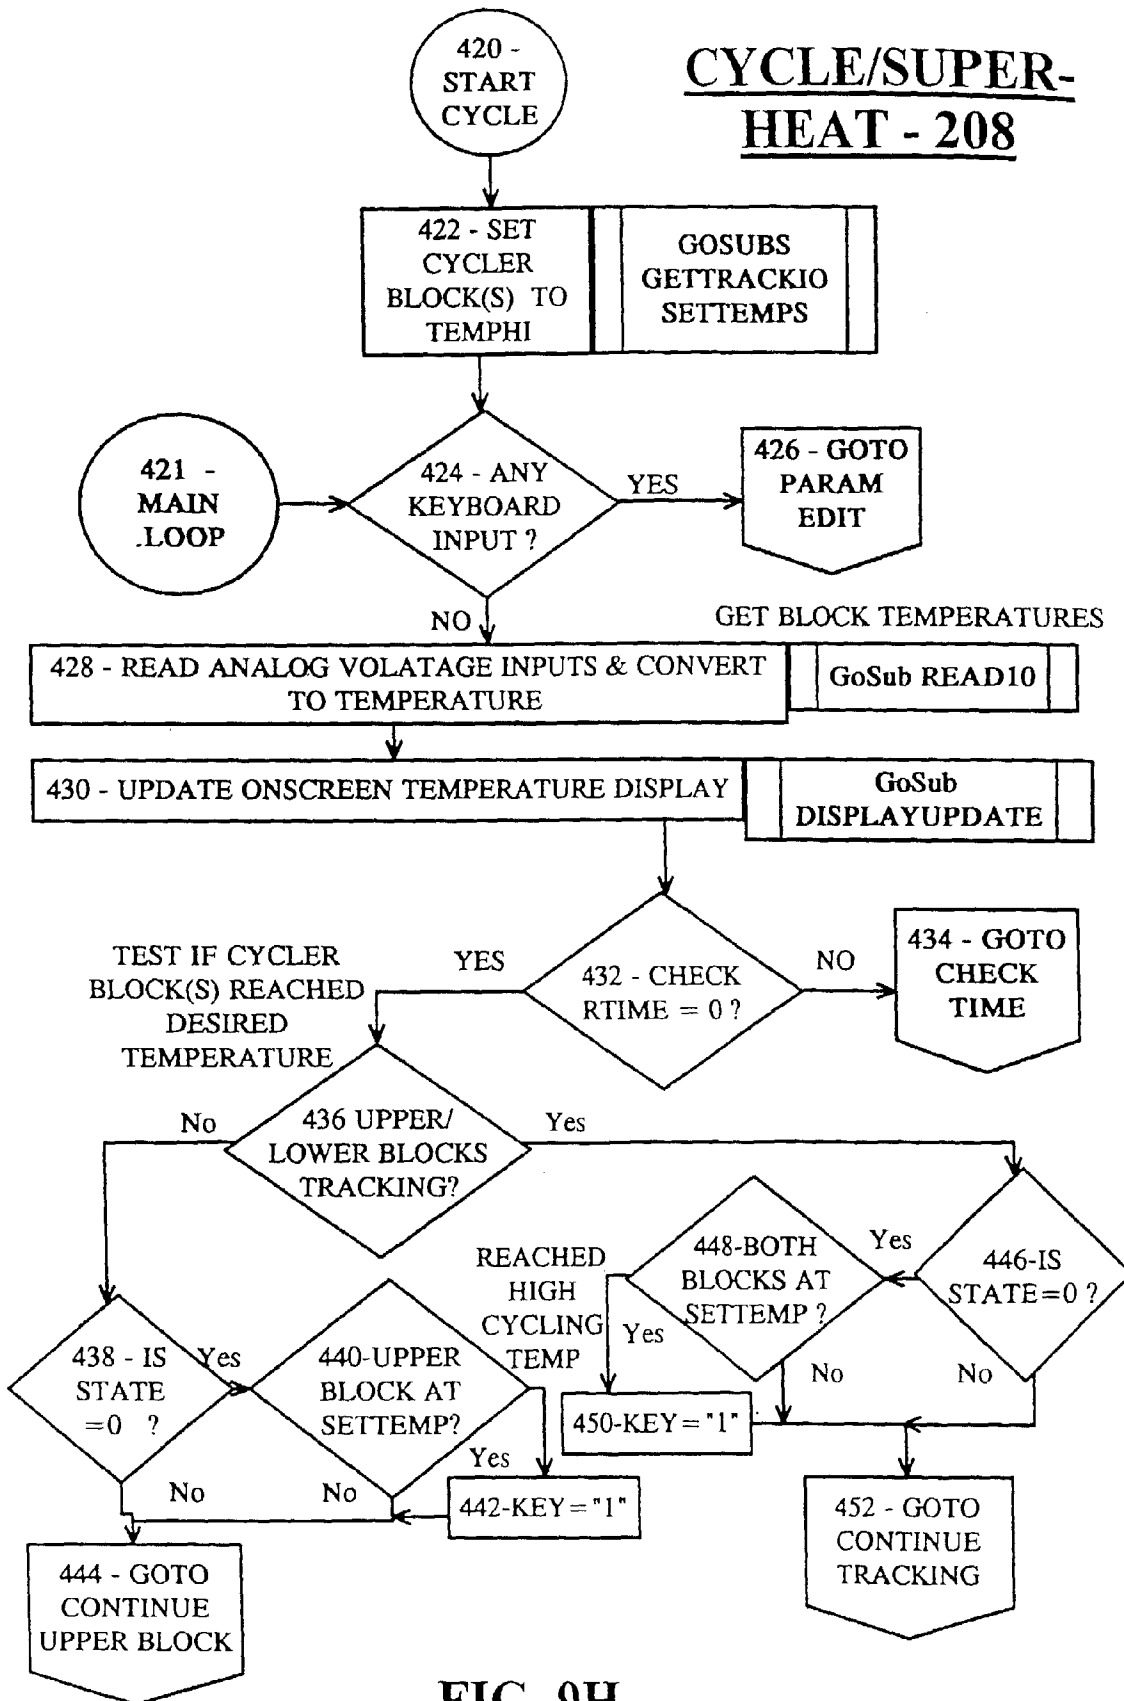 420 -
START
CYCLE
CYCLE/SUPER-
HEAT - 208
422 - SET
CYCLER
BLOCK(S) TO
TEMPHI
GOSUBS
GETTRACKIO
SETTEMPS
421 -
MAIN
.LOOP
424 - ANY
KEYBOARD
INPUT ?
YES
426 - GOTO
PARAM
EDIT
NO
GET BLOCK TEMPERATURES
428 - READ ANALOG VOLATAGE INPUTS & CONVERT
TO TEMPERATURE
GoSub READ10
430 - UPDATE ONSCREEN TEMPERATURE DISPLAY
GoSub
DISPLAYUPDATE
TEST IF CYCLER
BLOCK(S) REACHED
DESIRED
TEMPERATURE
YES
432 - CHECK
RTIME = 0 ?
NO
434 - GOTO
CHECK
TIME
No
436 UPPER/
LOWER BLOCKS
TRACKING?
Yes
REACHED
HIGH
CYCLING
TEMP
448-BOTH
BLOCKS AT
SETTEMP ?
Yes
446-IS
STATE=0 ?
Yes
No
No
438 - IS
STATE
=0 ?
Yes
440-UPPER
BLOCK AT
SETTEMP?
Yes
450-KEY = "1"
No
No
442-KEY = "1"
452 - GOTO
CONTINUE
TRACKING
444 - GOTO
CONTINUE
UPPER BLOCK
FIG. 9H